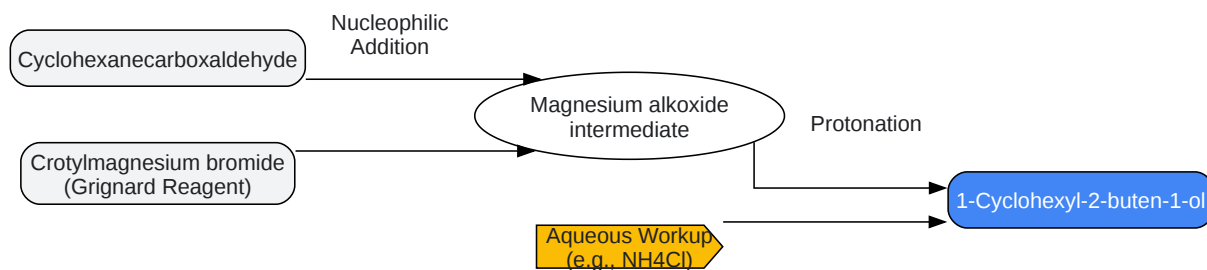 Nucleophilic
Addition
Cyclohexanecarboxaldehyde
Magnesium alkoxide
intermediate
Protonation
Crotylmagnesium bromide
(Grignard Reagent)
1-Cyclohexyl-2-buten-1-ol
Aqueous Workup
(e.g., NH4Cl)